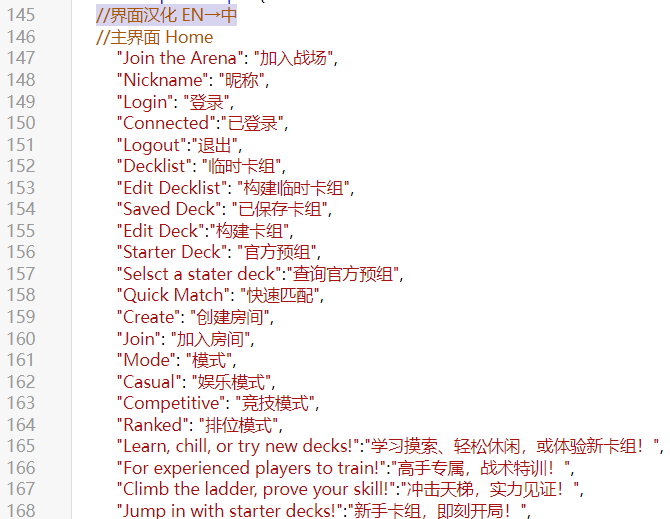 145 //界面汉化 EN→中
146 //主界面 Home
147 "Join the Arena": "加入战场",
148 "Nickname": "昵称",
149 "Login": "登录",
150 "Connected":"已登录",
151 "Logout":"退出",
152 "Decklist": "临时卡组",
153 "Edit Decklist": "构建临时卡组",
154 "Saved Deck": "已保存卡组",
155 "Edit Deck":"构建卡组",
156 "Starter Deck": "官方预组",
157 "Selsct a stater deck":"查询官方预组",
158 "Quick Match": "快速匹配",
159 "Create": "创建房间",
160 "Join": "加入房间",
161 "Mode": "模式",
162 "Casual": "娱乐模式",
163 "Competitive": "竞技模式",
164 "Ranked": "排位模式",
165 "Learn, chill, or try new decks!":"学习摸索、轻松休闲，或体验新卡组！",
166 "For experienced players to train!":"高手专属，战术特训！",
167 "Climb the ladder, prove your skill!":"冲击天梯，实力见证！",
168 "Jump in with starter decks!":"新手卡组，即刻开局！",